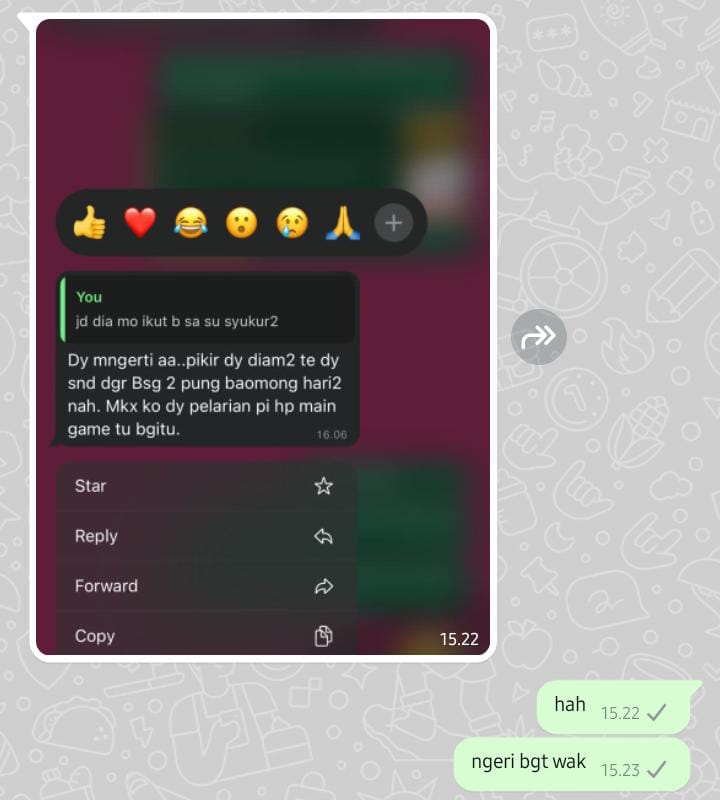 You
jd dia mo ikut b sa su syukur2
Dy mngerti aa..pikir dy diam2 te dy
snd dgr Bsg 2 pung baomong hari2
nah. Mkx ko dy pelarian pi hp main
game tu bgitu.
16.06
Star
Reply
Forward
Copy
15.22
hah 15.22
ngeri bgt wak 15.23